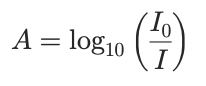 A = log₁₀ (I₀/I)